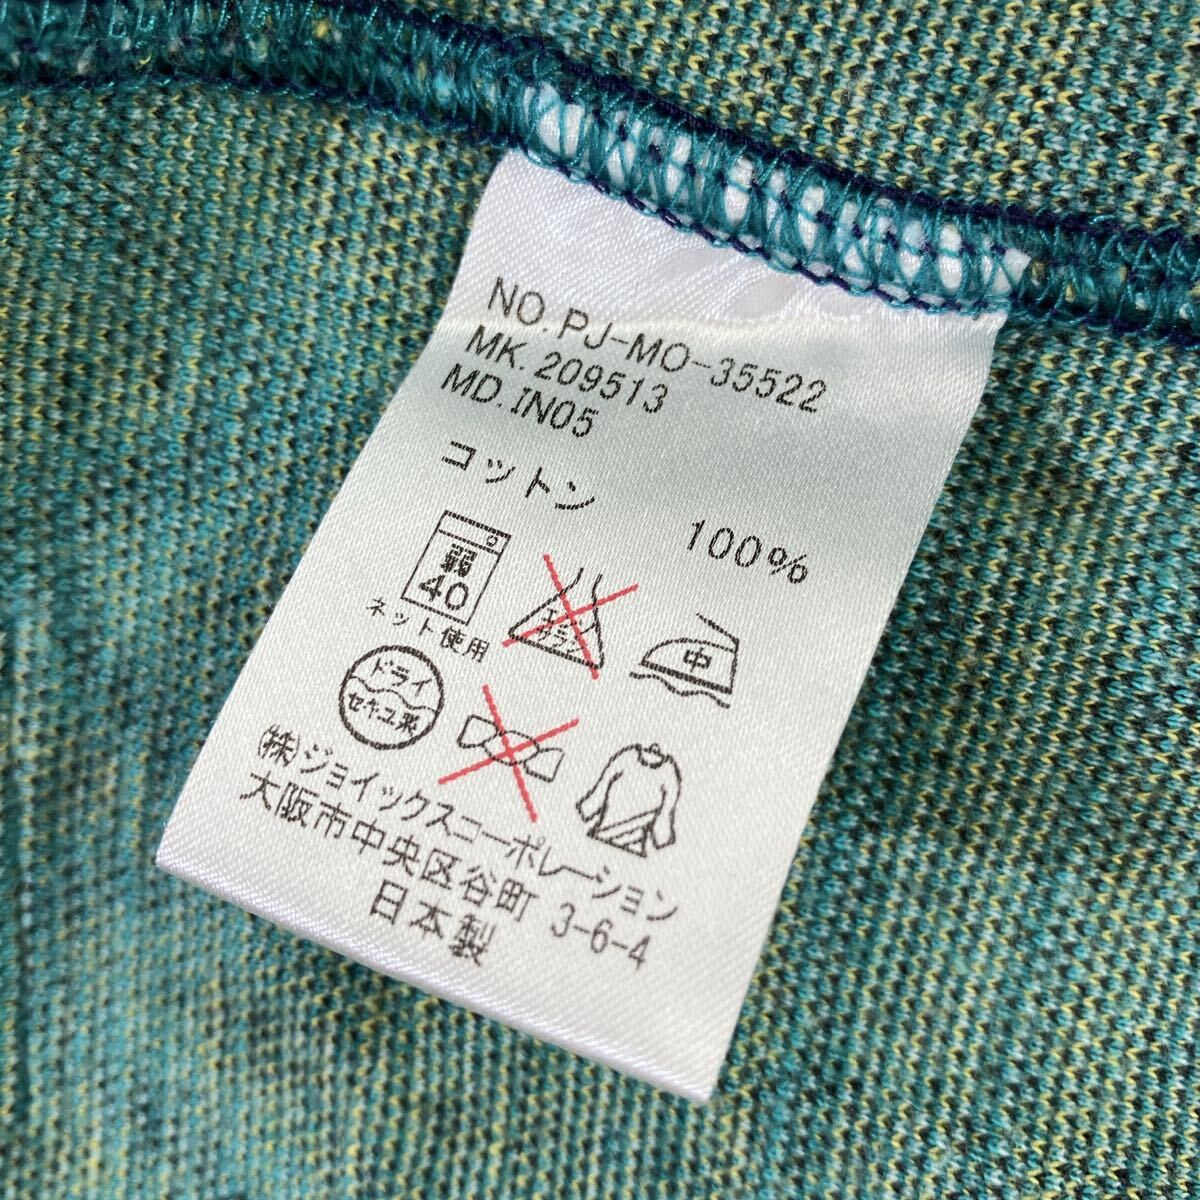 NO.PJ-MO-35522
MK.209513
MD.IN05
コットン 100%
弱
40
ネット使用
エンソ
サラシ
中
ドライ
セキユ系
(株)ジョイックスコーポレーション
大阪市中央区谷町 3-6-4
日本製